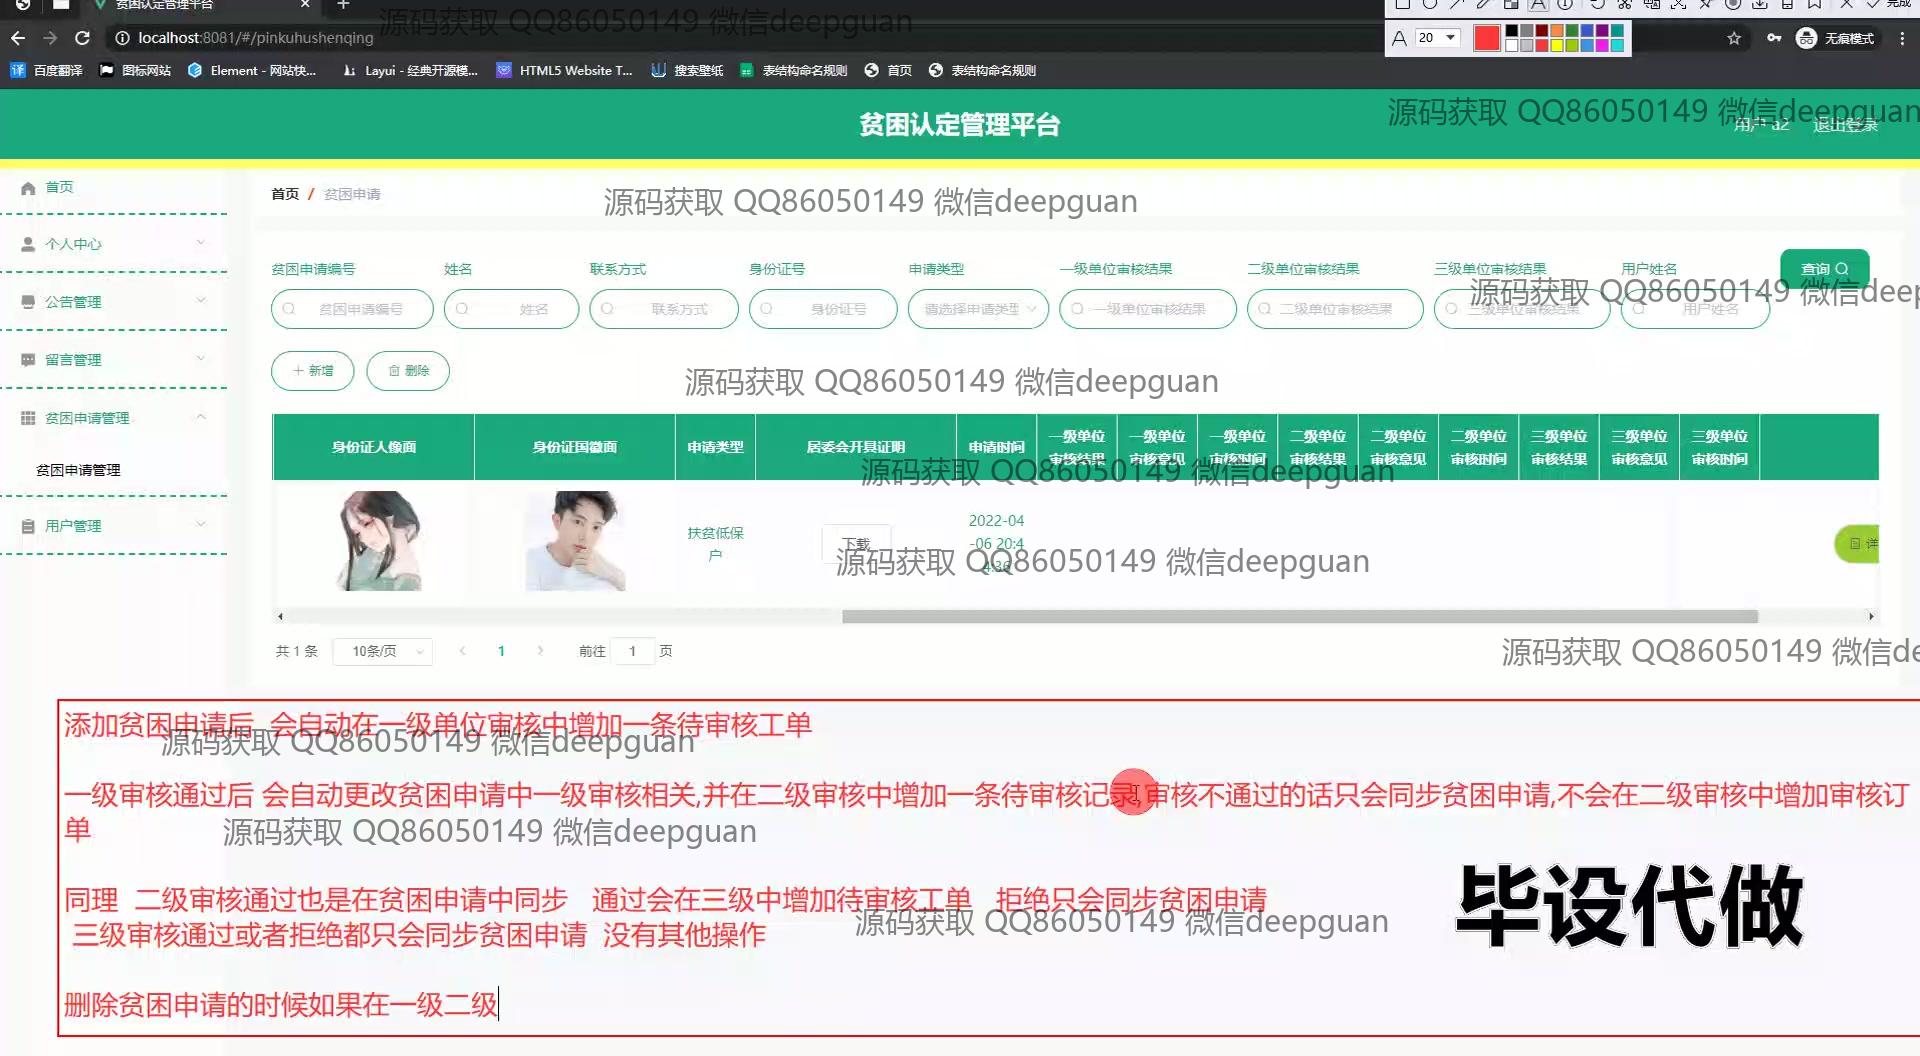 贫困认定管理平台
完成
localhost:8081/#/pinkuhushenqing
A 20
无痕模式
百度翻译 图标网站 Element - 网站快... Layui - 经典开源模... HTML5 Website T... 搜索壁纸 表结构命名规则 首页 表结构命名规则
源码获取 QQ86050149 微信deepguan
贫困认定管理平台
用户 a2 退出登录
源码获取 QQ86050149 微信deepguan
首页
个人中心
公告管理
留言管理
贫困申请管理
贫困申请管理
用户管理
首页 / 贫困申请
源码获取 QQ86050149 微信deepguan
贫困申请编号 姓名 联系方式 身份证号 申请类型 一级单位审核结果 二级单位审核结果 三级单位审核结果 用户姓名
查询
贫困申请编号 姓名 联系方式 身份证号 请选择申请类型 一级单位审核结果 二级单位审核结果 三级单位审核结果 用户姓名
源码获取 QQ86050149 微信deep
新增 删除
源码获取 QQ86050149 微信deepguan
身份证人像面 身份证国徽面 申请类型 居委会开具证明 申请时间 一级单位审核结果 一级单位审核意见 一级单位审核时间 二级单位审核结果 二级单位审核意见 二级单位审核时间 三级单位审核结果 三级单位审核意见 三级单位审核时间
源码获取 QQ86050149 微信deepguan
扶贫低保
户
下载
2022-04
-06 20:4
4:36
详
源码获取 QQ86050149 微信deepguan
共 1 条 10条/页 1 前往 1 页
源码获取 QQ86050149 微信de
添加贫困申请后 会自动在一级单位审核中增加一条待审核工单
源码获取 QQ86050149 微信deepguan
一级审核通过后 会自动更改贫困申请中一级审核相关,并在二级审核中增加一条待审核记录,审核不通过的话只会同步贫困申请,不会在二级审核中增加审核订
单
源码获取 QQ86050149 微信deepguan
同理 二级审核通过也是在贫困申请中同步 通过会在三级中增加待审核工单 拒绝只会同步贫困申请
源码获取 QQ86050149 微信deepguan
三级审核通过或者拒绝都只会同步贫困申请 没有其他操作
毕设代做
删除贫困申请的时候如果在一级二级